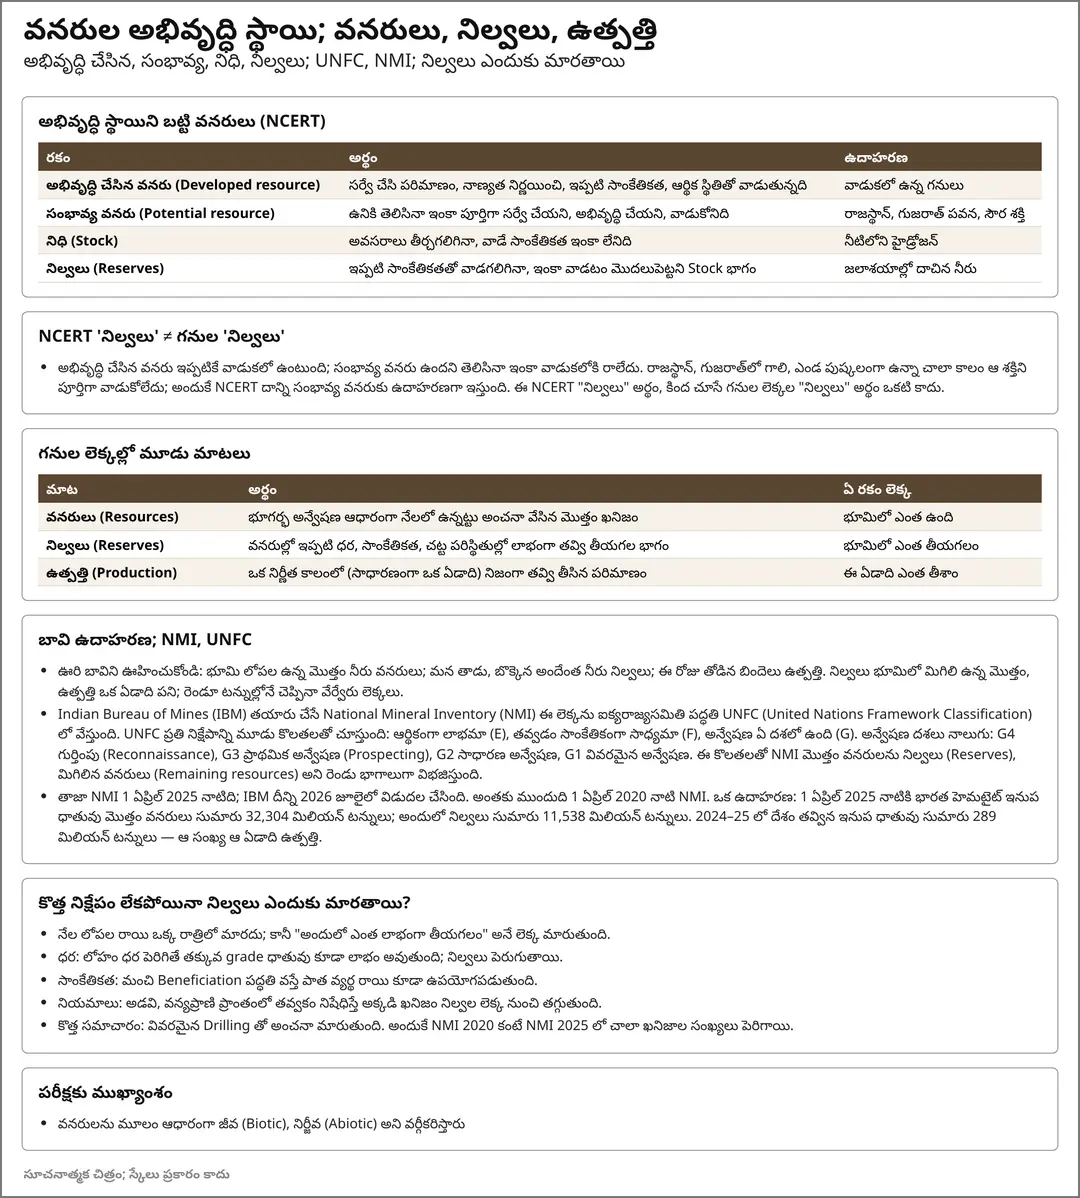 వనరుల అభివృద్ధి స్థాయి; వనరులు, నిల్వలు, ఉత్పత్తి
అభివృద్ధి చేసిన, సంభావ్య, నిధి, నిల్వలు; UNFC, NMI; నిల్వలు ఎందుకు మారతాయి
అభివృద్ధి స్థాయిని బట్టి వనరులు (NCERT)
రకం అర్థం ఉదాహరణ
అభివృద్ధి చేసిన వనరు (Developed resource) సర్వే చేసి పరిమాణం, నాణ్యత నిర్ణయించి, ఇప్పటి సాంకేతికత, ఆర్థిక స్థితితో వాడుతున్నది వాడుకలో ఉన్న గనులు
సంభావ్య వనరు (Potential resource) ఉనికి తెలిసినా ఇంకా పూర్తిగా సర్వే చేయని, అభివృద్ధి చేయని, వాడుకోనిది రాజస్థాన్, గుజరాత్ పవన, సౌర శక్తి
నిధి (Stock) అవసరాలు తీర్చగలిగినా, వాడే సాంకేతికత ఇంకా లేనిది నీటిలోని హైడ్రోజన్
నిల్వలు (Reserves) ఇప్పటి సాంకేతికతతో వాడగలిగినా, ఇంకా వాడటం మొదలుపెట్టని Stock భాగం జలాశయాల్లో దాచిన నీరు
NCERT 'నిల్వలు' ≠ గనుల 'నిల్వలు'
• అభివృద్ధి చేసిన వనరు ఇప్పటికే వాడుకలో ఉంటుంది; సంభావ్య వనరు ఉందని తెలిసినా ఇంకా వాడుకలోకి రాలేదు. రాజస్థాన్, గుజరాత్‌లో గాలి, ఎండ పుష్కలంగా ఉన్నా చాలా కాలం ఆ శక్తిని
పూర్తిగా వాడుకోలేదు; అందుకే NCERT దాన్ని సంభావ్య వనరుకు ఉదాహరణగా ఇస్తుంది. ఈ NCERT "నిల్వలు" అర్థం, కింద చూసే గనుల లెక్కల "నిల్వలు" అర్థం ఒకటి కాదు.
గనుల లెక్కల్లో మూడు మాటలు
మాట అర్థం ఏ రకం లెక్క
వనరులు (Resources) భూగర్భ అన్వేషణ ఆధారంగా నేలలో ఉన్నట్టు అంచనా వేసిన మొత్తం ఖనిజం భూమిలో ఎంత ఉంది
నిల్వలు (Reserves) వనరుల్లో ఇప్పటి ధర, సాంకేతికత, చట్ట పరిస్థితుల్లో లాభంగా తవ్వి తీయగల భాగం భూమిలో ఎంత తీయగలం
ఉత్పత్తి (Production) ఒక నిర్ణీత కాలంలో (సాధారణంగా ఒక ఏడాది) నిజంగా తవ్వి తీసిన పరిమాణం ఈ ఏడాది ఎంత తీశాం
బావి ఉదాహరణ; NMI, UNFC
• ఊరి బావిని ఊహించుకోండి: భూమి లోపల ఉన్న మొత్తం నీరు వనరులు; మన తాడు, బొక్కెన అందేంత నీరు నిల్వలు; ఈ రోజు తోడిన బిందెలు ఉత్పత్తి. నిల్వలు భూమిలో మిగిలి ఉన్న మొత్తం,
ఉత్పత్తి ఒక ఏడాది పని; రెండూ టన్నుల్లోనే చెప్పినా వేర్వేరు లెక్కలు.
• Indian Bureau of Mines (IBM) తయారు చేసే National Mineral Inventory (NMI) ఈ లెక్కను ఐక్యరాజ్యసమితి పద్ధతి UNFC (United Nations Framework Classification)
లో వేస్తుంది. UNFC ప్రతి నిక్షేపాన్ని మూడు కొలతలతో చూస్తుంది: ఆర్థికంగా లాభమా (E), తవ్వడం సాంకేతికంగా సాధ్యమా (F), అన్వేషణ ఏ దశలో ఉంది (G). అన్వేషణ దశలు నాలుగు: G4
గుర్తింపు (Reconnaissance), G3 ప్రాథమిక అన్వేషణ (Prospecting), G2 సాధారణ అన్వేషణ, G1 వివరమైన అన్వేషణ. ఈ కొలతలతో NMI మొత్తం వనరులను నిల్వలు (Reserves),
మిగిలిన వనరులు (Remaining resources) అని రెండు భాగాలుగా విభజిస్తుంది.
• తాజా NMI 1 ఏప్రిల్ 2025 నాటిది; IBM దీన్ని 2026 జూలైలో విడుదల చేసింది. అంతకు ముందుది 1 ఏప్రిల్ 2020 నాటి NMI. ఒక ఉదాహరణ: 1 ఏప్రిల్ 2025 నాటికి భారత హెమటైట్ ఇనుప
ధాతువు మొత్తం వనరులు సుమారు 32,304 మిలియన్ టన్నులు; అందులో నిల్వలు సుమారు 11,538 మిలియన్ టన్నులు. 2024–25 లో దేశం తవ్విన ఇనుప ధాతువు సుమారు 289
మిలియన్ టన్నులు — ఆ సంఖ్య ఆ ఏడాది ఉత్పత్తి.
కొత్త నిక్షేపం లేకపోయినా నిల్వలు ఎందుకు మారతాయి?
• నేల లోపల రాయి ఒక్క రాత్రిలో మారదు; కానీ "అందులో ఎంత లాభంగా తీయగలం" అనే లెక్క మారుతుంది.
• ధర: లోహం ధర పెరిగితే తక్కువ grade ధాతువు కూడా లాభం అవుతుంది; నిల్వలు పెరుగుతాయి.
• సాంకేతికత: మంచి Beneficiation పద్ధతి వస్తే పాత వ్యర్థ రాయి కూడా ఉపయోగపడుతుంది.
• నియమాలు: అడవి, వన్యప్రాణి ప్రాంతంలో తవ్వకం నిషేధిస్తే అక్కడి ఖనిజం నిల్వల లెక్క నుంచి తగ్గుతుంది.
• కొత్త సమాచారం: వివరమైన Drilling తో అంచనా మారుతుంది. అందుకే NMI 2020 కంటే NMI 2025 లో చాలా ఖనిజాల సంఖ్యలు పెరిగాయి.
పరీక్షకు ముఖ్యాంశం
• వనరులను మూలం ఆధారంగా జీవ (Biotic), నిర్జీవ (Abiotic) అని వర్గీకరిస్తారు
సూచనాత్మక చిత్రం; స్కేలు ప్రకారం కాదు